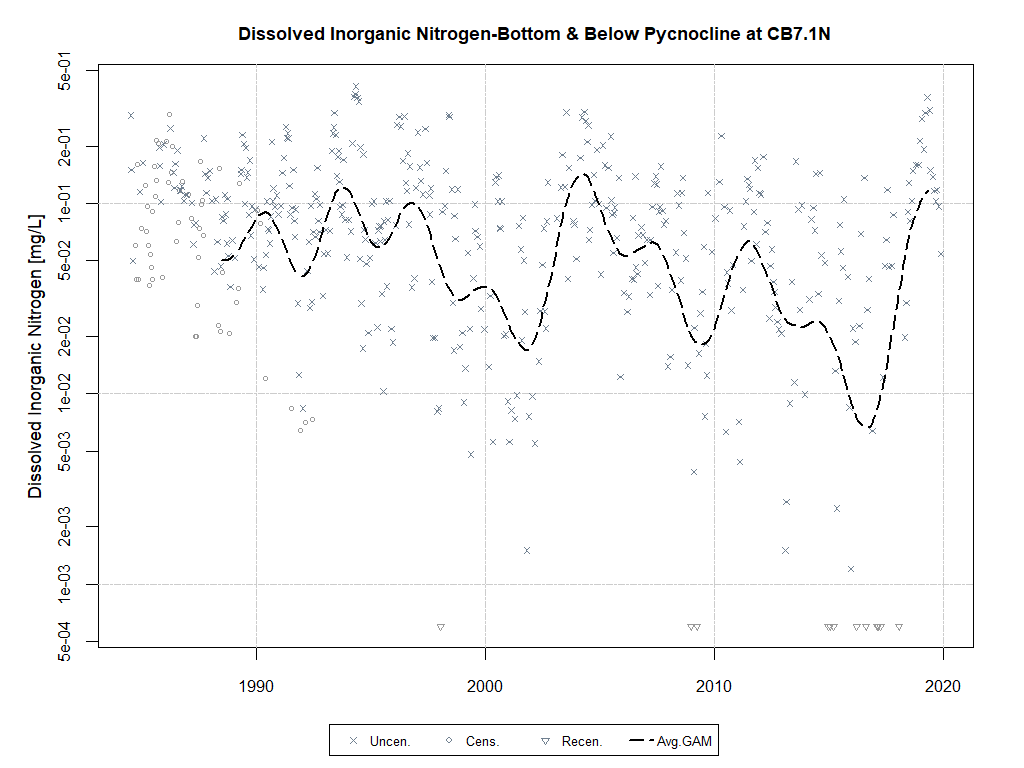 Dissolved Inorganic Nitrogen-Bottom & Below Pycnocline at CB7.1N
Dissolved Inorganic Nitrogen [mg/L]
5e-01
2e-01
1e-01
5e-02
2e-02
1e-02
5e-03
2e-03
1e-03
5e-04
1990 2000 2010 2020
Uncen. Cens. Recen. Avg.GAM